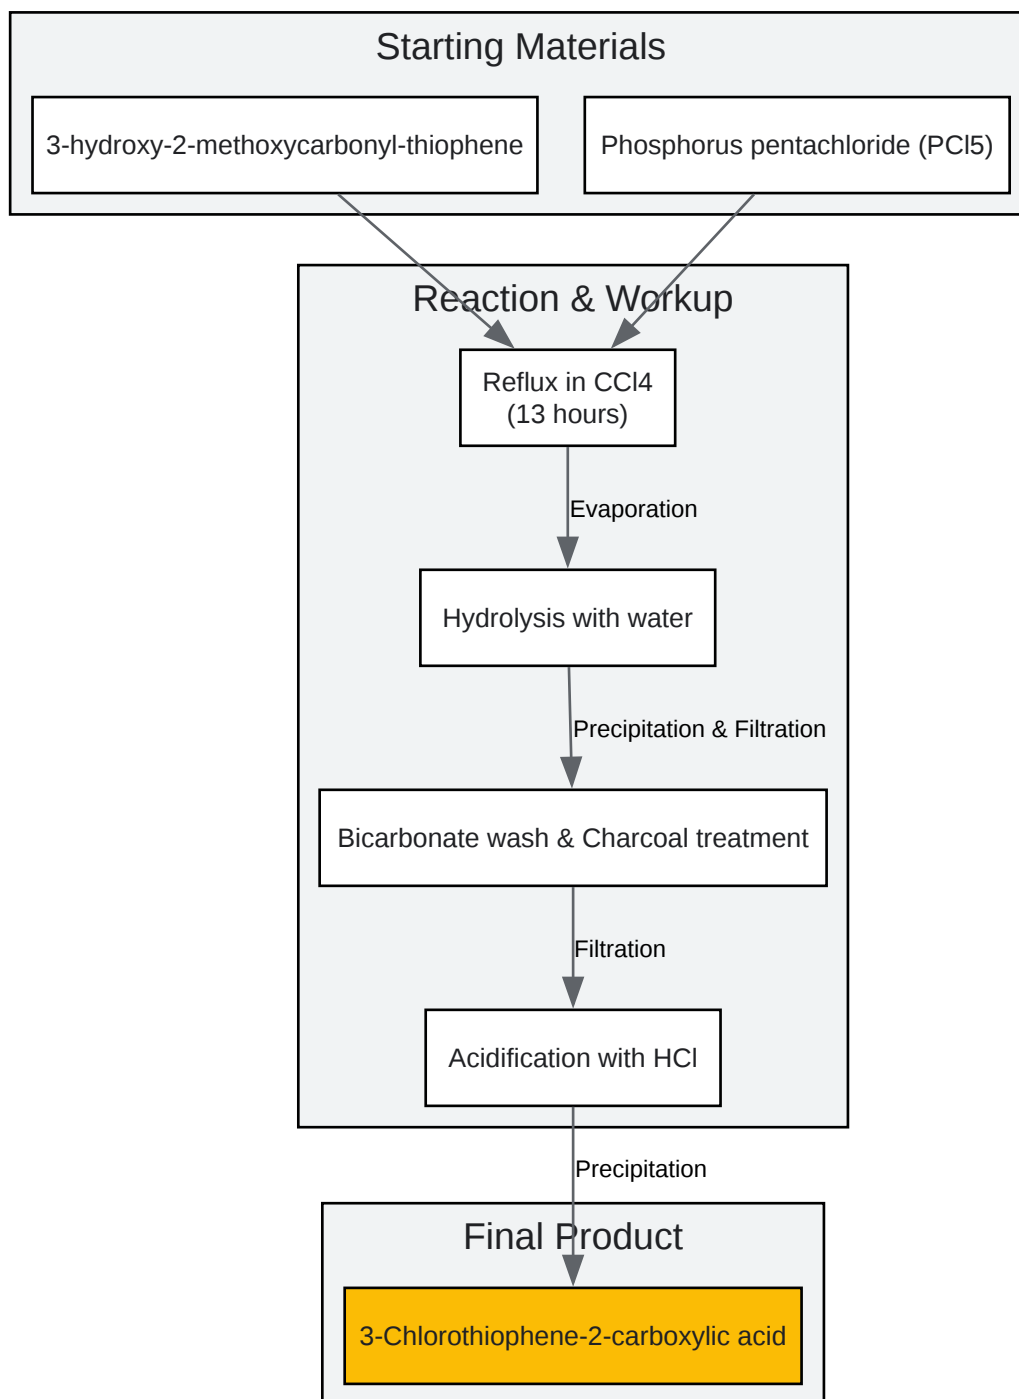 Starting Materials
3-hydroxy-2-methoxycarbonyl-thiophene
Phosphorus pentachloride (PCl5)
Reaction & Workup
Reflux in CCl4
(13 hours)
Evaporation
Hydrolysis with water
Precipitation & Filtration
Bicarbonate wash & Charcoal treatment
Filtration
Acidification with HCl
Precipitation
Final Product
3-Chlorothiophene-2-carboxylic acid